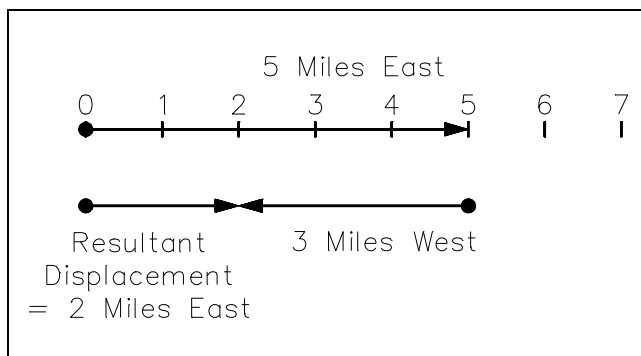 5 Miles East
0 1 2 3 4 5 6 7
Resultant
Displacement
= 2 Miles East
3 Miles West